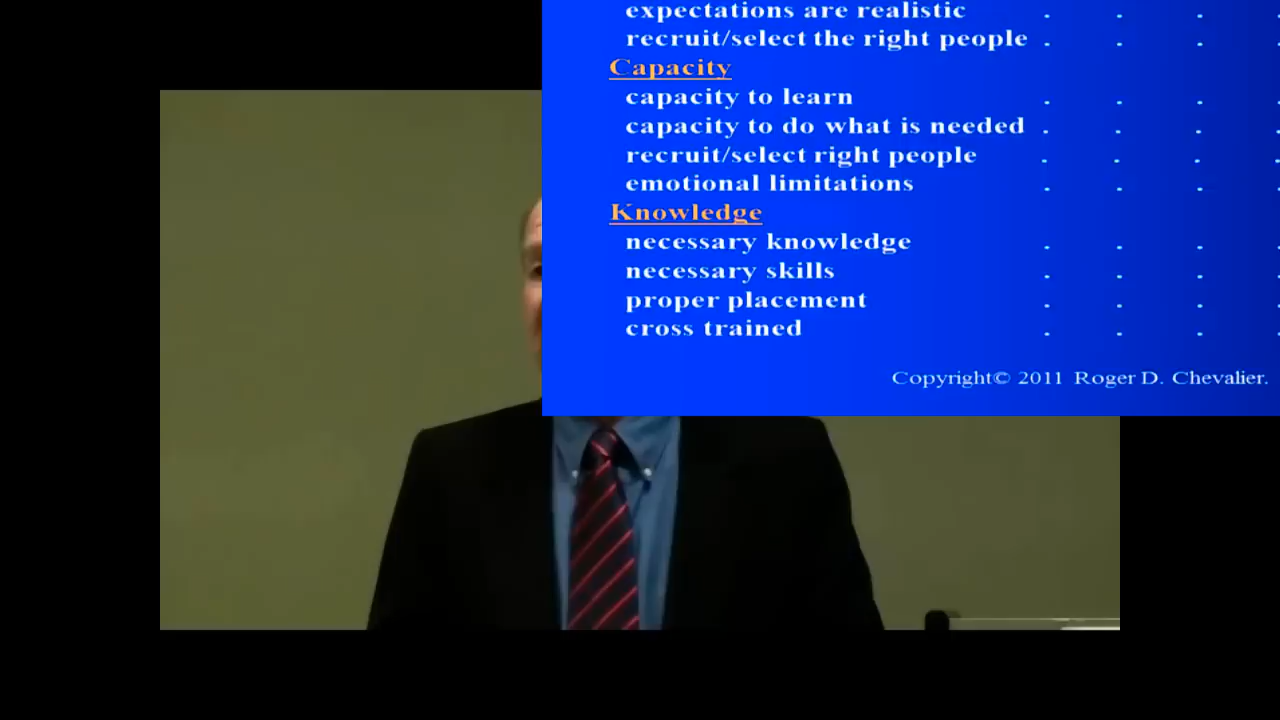 expectations are realistic . . . .
recruit/select the right people . . . .
Capacity
capacity to learn . . . .
capacity to do what is needed . . . .
recruit/select right people . . . .
emotional limitations . . . .
Knowledge
necessary knowledge . . . .
necessary skills . . . .
proper placement . . . .
cross trained . . . .
Copyright© 2011 Roger D. Chevalier.